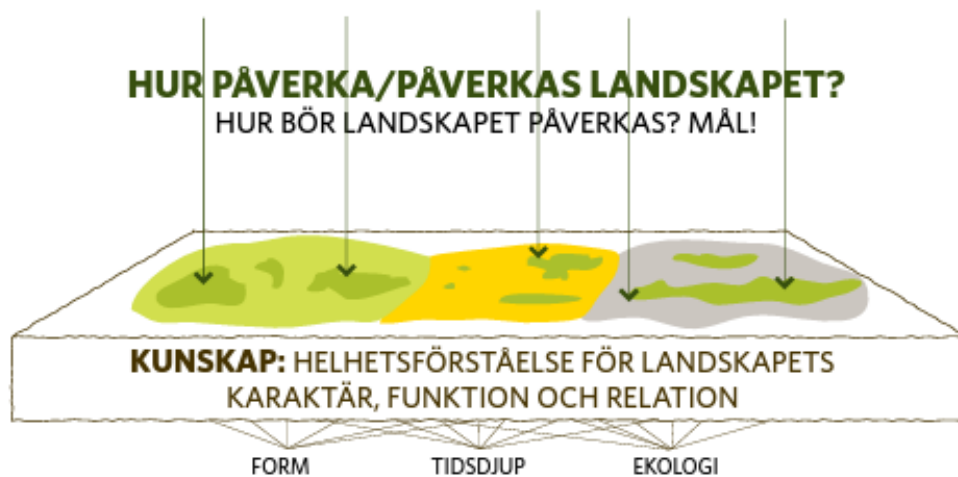 HUR PÅVERKA/PÅVERKAS LANDSKAPET?
HUR BÖR LANDSKAPET PÅVERKAS? MÅL!
KUNSKAP: HELHETSFÖRSTÅELSE FÖR LANDSKAPETS
KARAKTÄR, FUNKTION OCH RELATION
FORM TIDSDJUP EKOLOGI